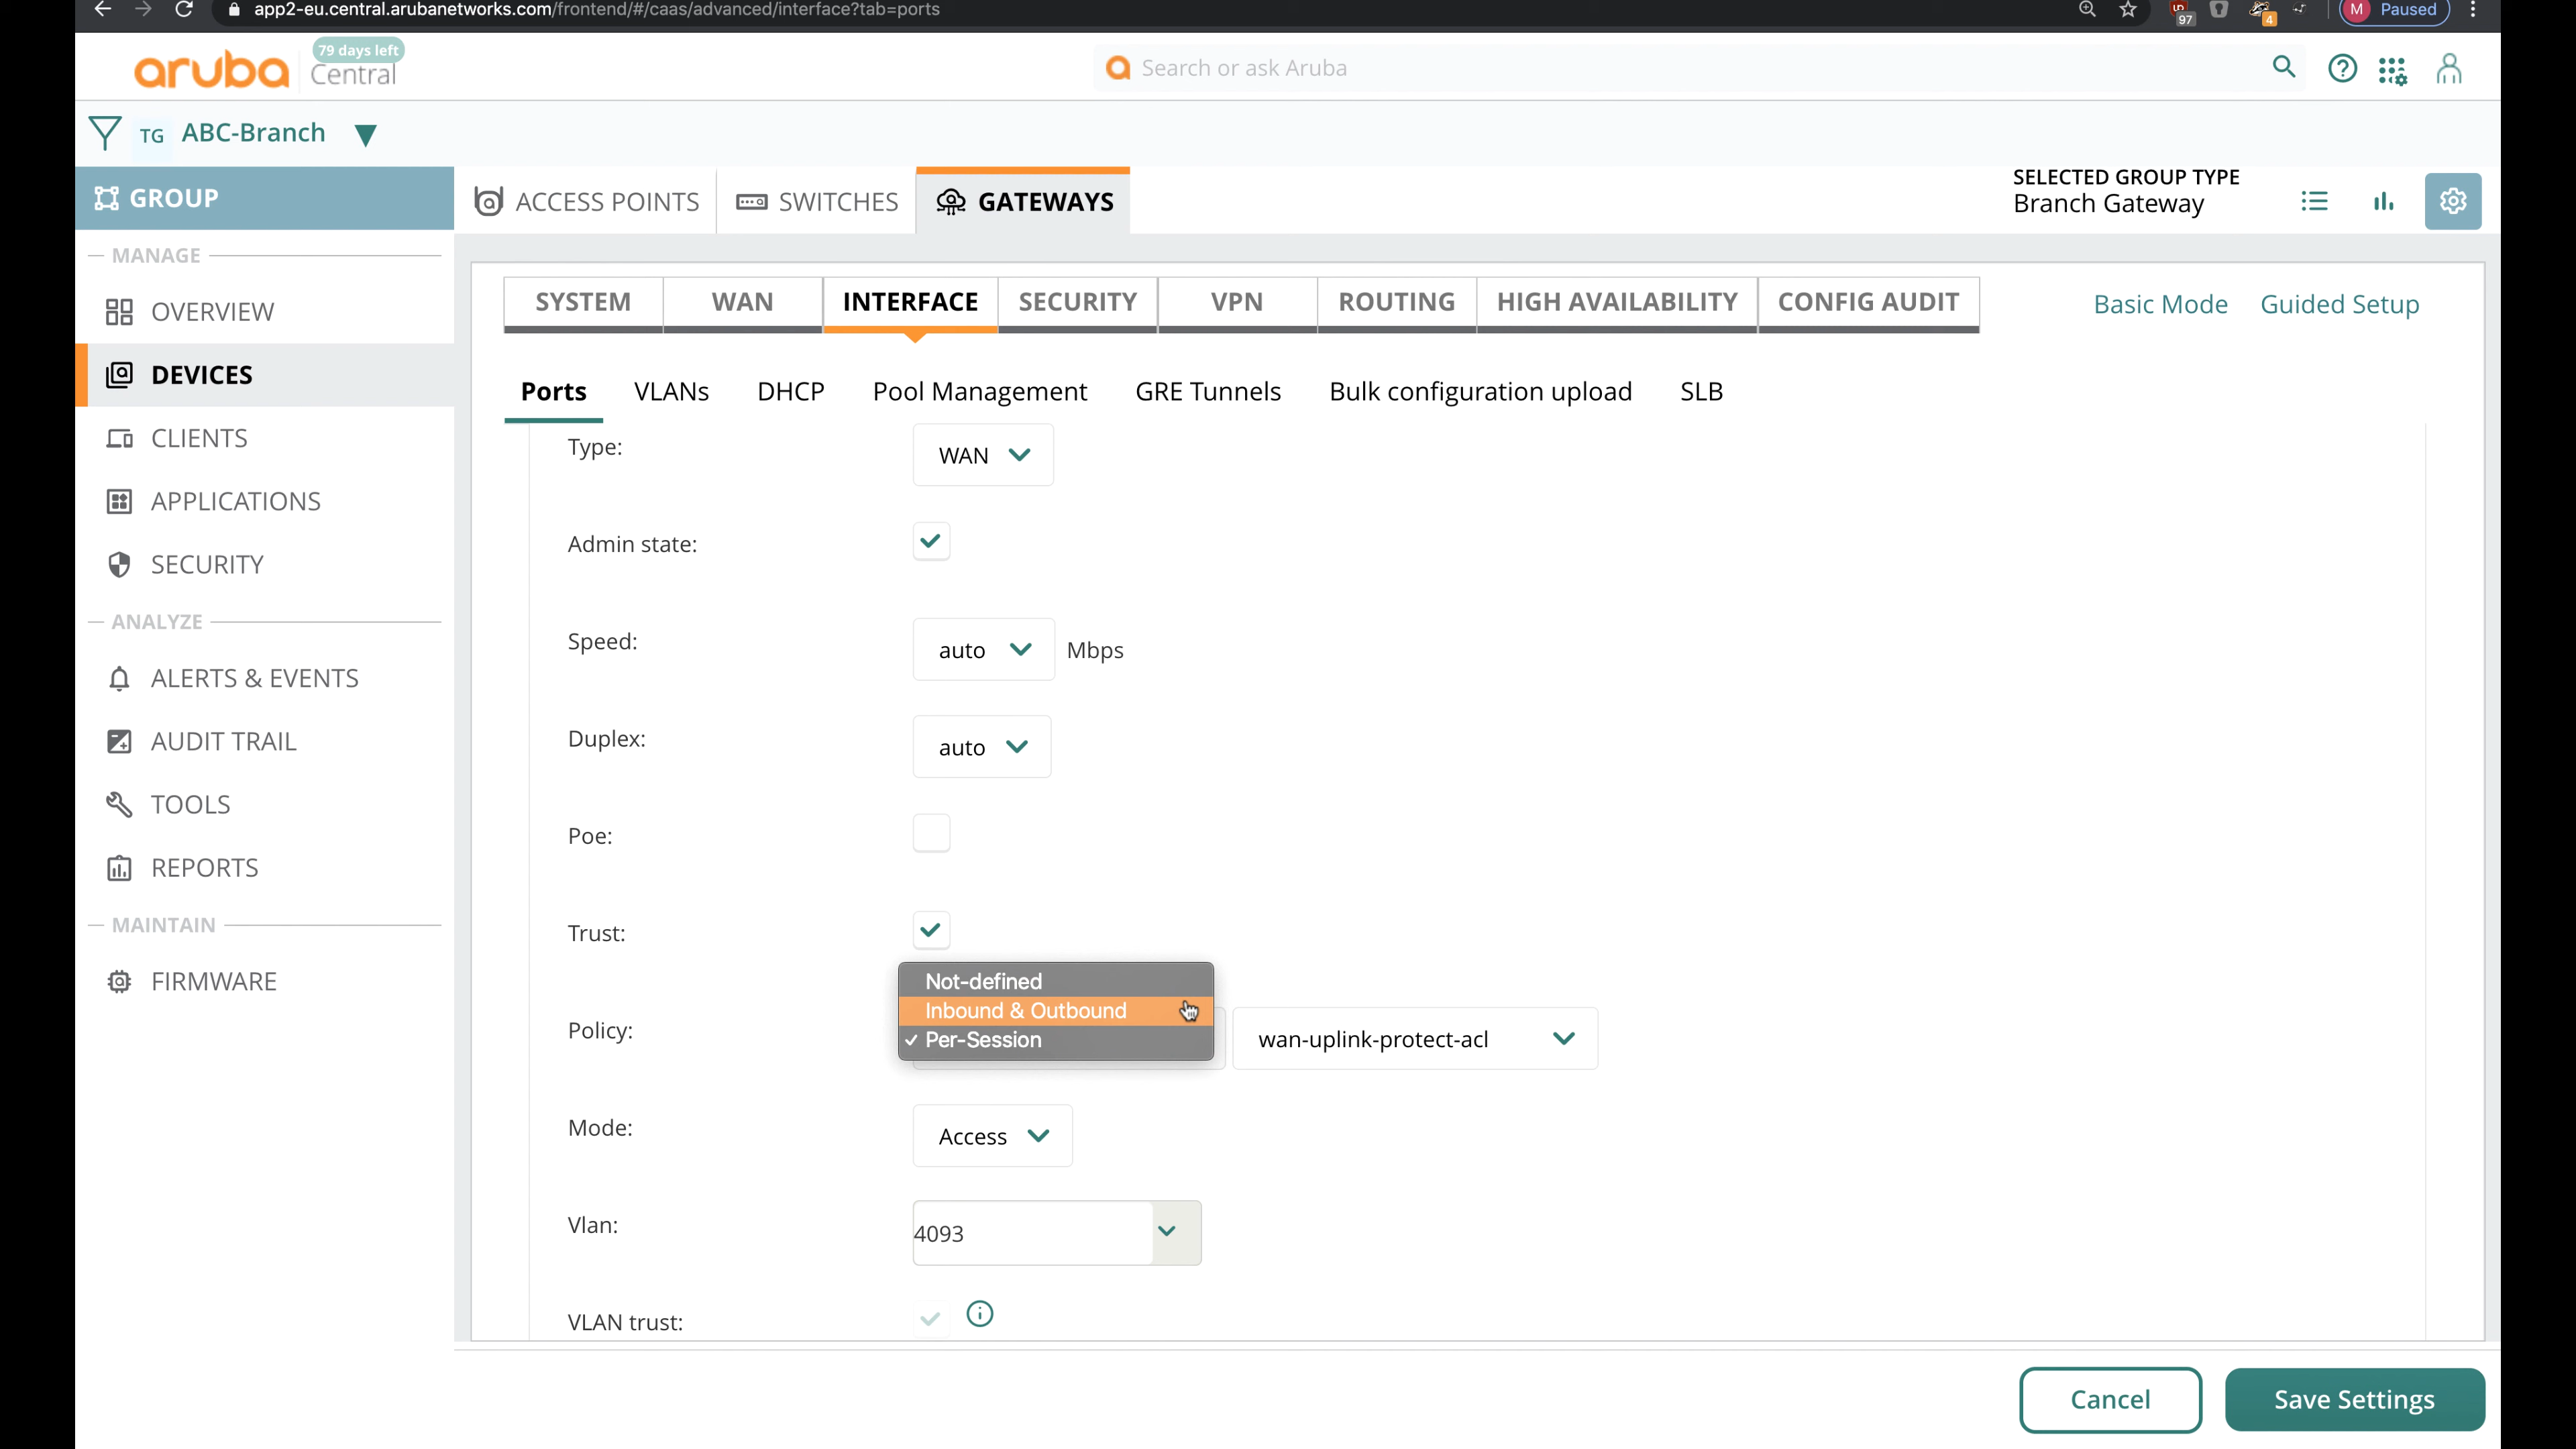 app2-eu.central.arubanetworks.com/frontend/#/caas/advanced/interface?tab=ports
97
4
M Paused
aruba Central
79 days left
Search or ask Aruba
TG ABC-Branch
GROUP
ACCESS POINTS
SWITCHES
GATEWAYS
SELECTED GROUP TYPE
Branch Gateway
MANAGE
OVERVIEW
DEVICES
CLIENTS
APPLICATIONS
SECURITY
ANALYZE
ALERTS & EVENTS
AUDIT TRAIL
TOOLS
REPORTS
MAINTAIN
FIRMWARE
SYSTEM
WAN
INTERFACE
SECURITY
VPN
ROUTING
HIGH AVAILABILITY
CONFIG AUDIT
Basic Mode
Guided Setup
Ports
VLANs
DHCP
Pool Management
GRE Tunnels
Bulk configuration upload
SLB
Type: WAN
Admin state:
Speed: auto Mbps
Duplex: auto
Poe:
Trust:
Not-defined
Inbound & Outbound
Per-Session
Policy: wan-uplink-protect-acl
Mode: Access
Vlan: 4093
VLAN trust:
Cancel
Save Settings